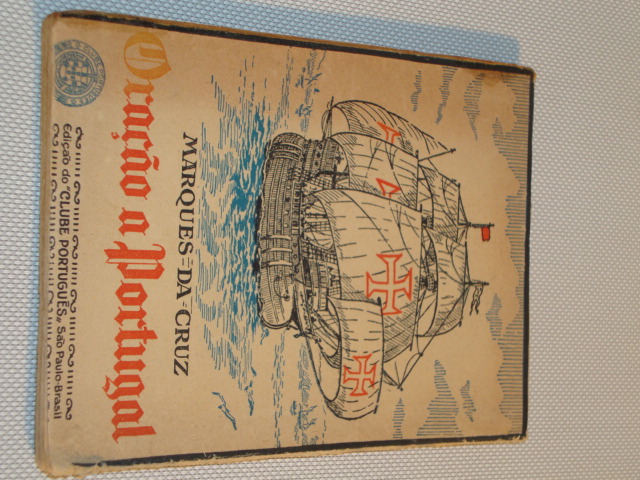 MARQUES-DA-CRUZ
Oração a Portugal
Edição do "CLUBE PORTUGUÊS" São Paulo-Brasil